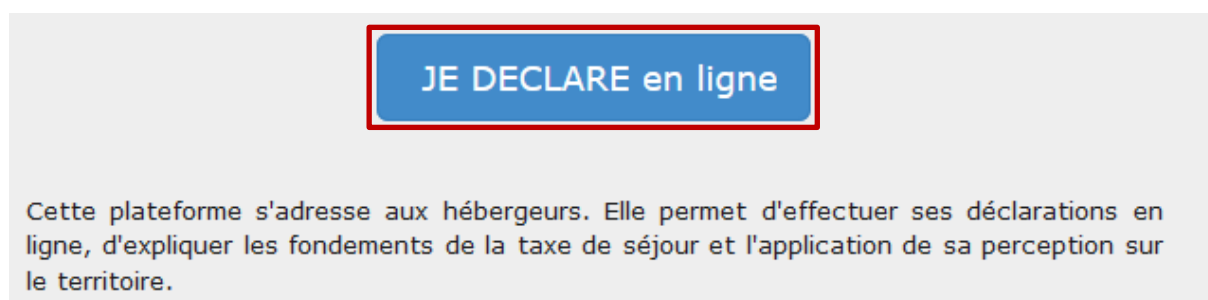 JE DECLARE en ligne
Cette plateforme s'adresse aux hébergeurs. Elle permet d'effectuer ses déclarations en
ligne, d'expliquer les fondements de la taxe de séjour et l'application de sa perception sur
le territoire.